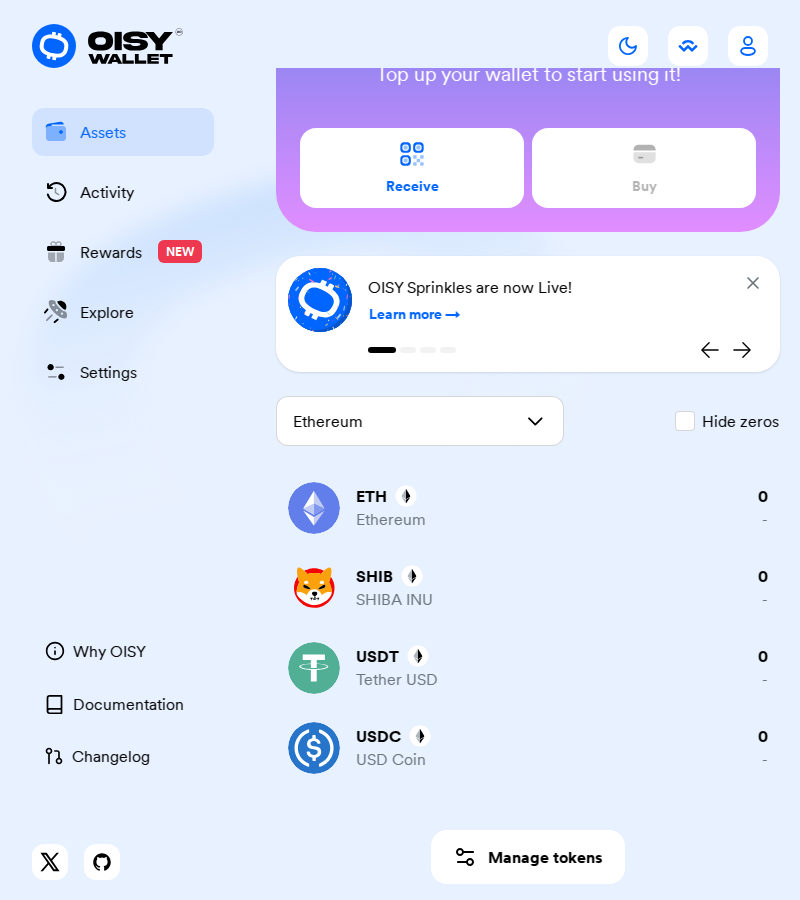 OISY
WALLET
Top up your wallet to start using it!
Assets
Receive
Buy
Activity
Rewards
NEW
OISY Sprinkles are now Live!
Learn more →
Explore
Settings
Ethereum
Hide zeros
ETH
0
Ethereum
-
SHIB
0
SHIBA INU
-
USDT
0
Tether USD
-
USDC
0
USD Coin
-
Why OISY
Documentation
Changelog
Manage tokens